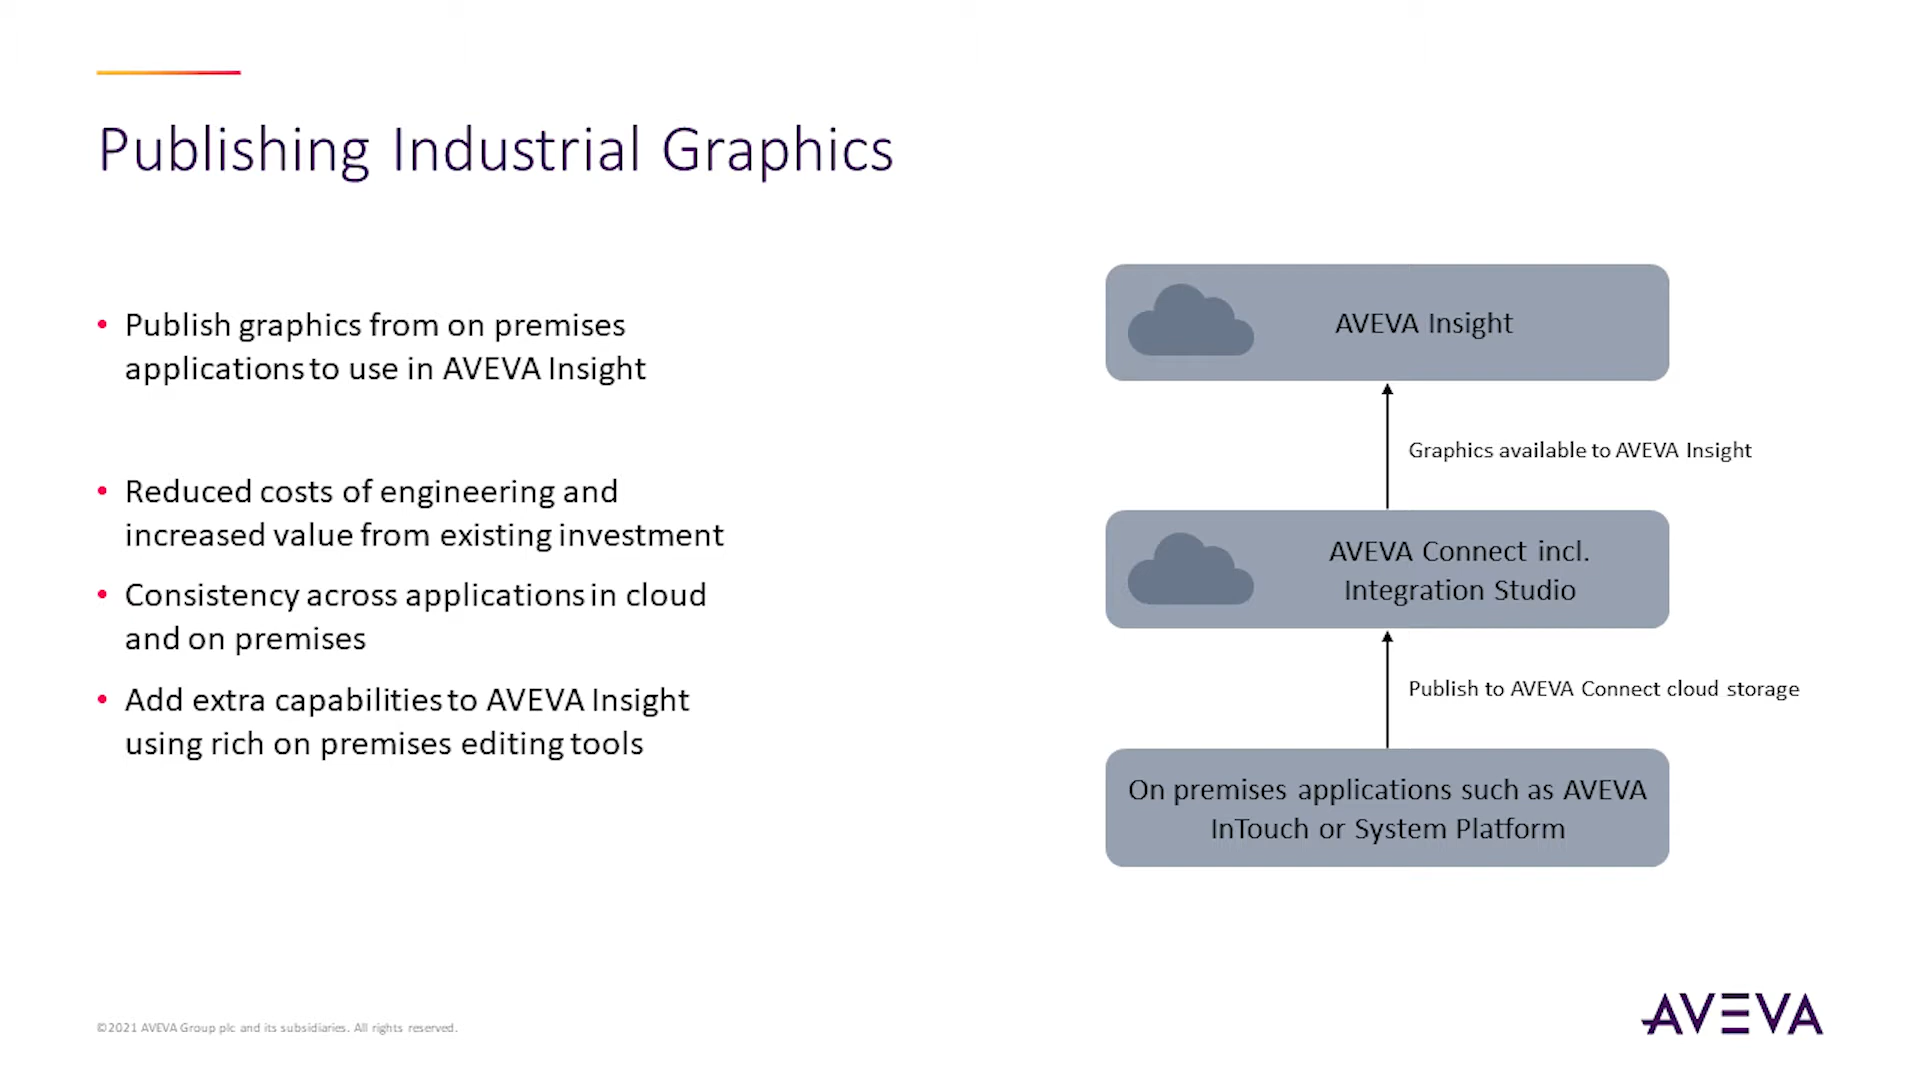 Publishing Industrial Graphics
• Publish graphics from on premises
applications to use in AVEVA Insight
• Reduced costs of engineering and
increased value from existing investment
• Consistency across applications in cloud
and on premises
• Add extra capabilities to AVEVA Insight
using rich on premises editing tools
AVEVA Insight
Graphics available to AVEVA Insight
AVEVA Connect incl.
Integration Studio
Publish to AVEVA Connect cloud storage
On premises applications such as AVEVA
InTouch or System Platform
©2021 AVEVA Group plc and its subsidiaries. All rights reserved.
AVEVA